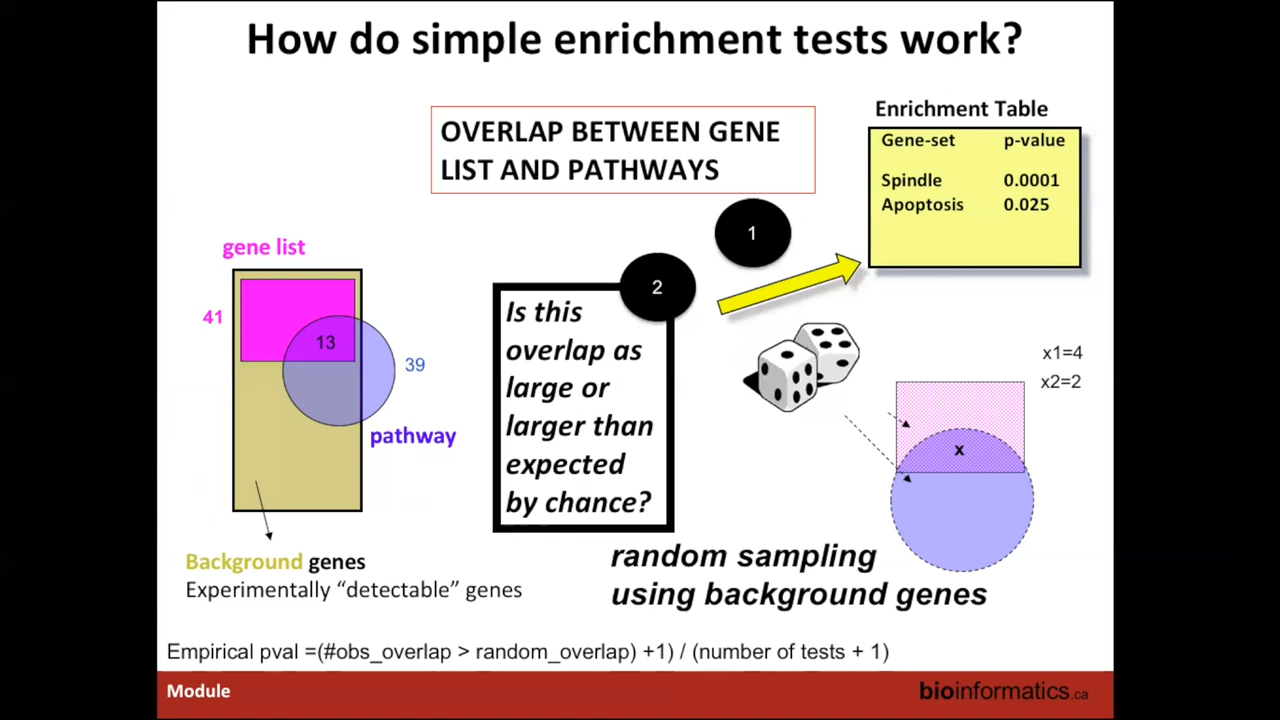 How do simple enrichment tests work?
OVERLAP BETWEEN GENE
LIST AND PATHWAYS
Enrichment Table
Gene-set p-value
Spindle 0.0001
Apoptosis 0.025
1
2
gene list
41
13
39
pathway
Is this
overlap as
large or
larger than
expected
by chance?
x1=4
x2=2
x
Background genes
Experimentally “detectable” genes
random sampling
using background genes
Empirical pval =(#obs_overlap > random_overlap) +1) / (number of tests + 1)
Module
bioinformatics.ca